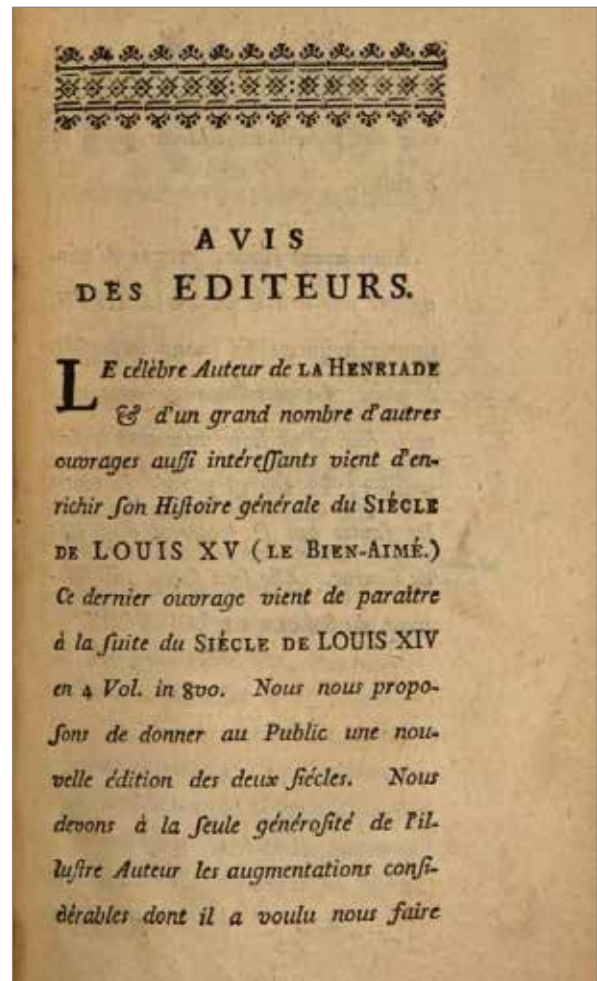 AVIS
DES EDITEURS.
LE célèbre Auteur de LA HENRIADE
& d'un grand nombre d'autres
ouvrages auſſi intéreſſants vient d'en-
richir ſon Hiſtoire générale du SIÉCLE
DE LOUIS XV (LE BIEN-AIMÉ.)
Ce dernier ouvrage vient de paraître
à la ſuite du SIÉCLE DE LOUIS XIV
en 4 Vol. in 8vo. Nous nous propo-
ſons de donner au Public une nou-
velle édition des deux ſiécles. Nous
devons à la ſeule généroſité de l'il-
luſtre Auteur les augmentations conſi-
dérables dont il a voulu nous faire